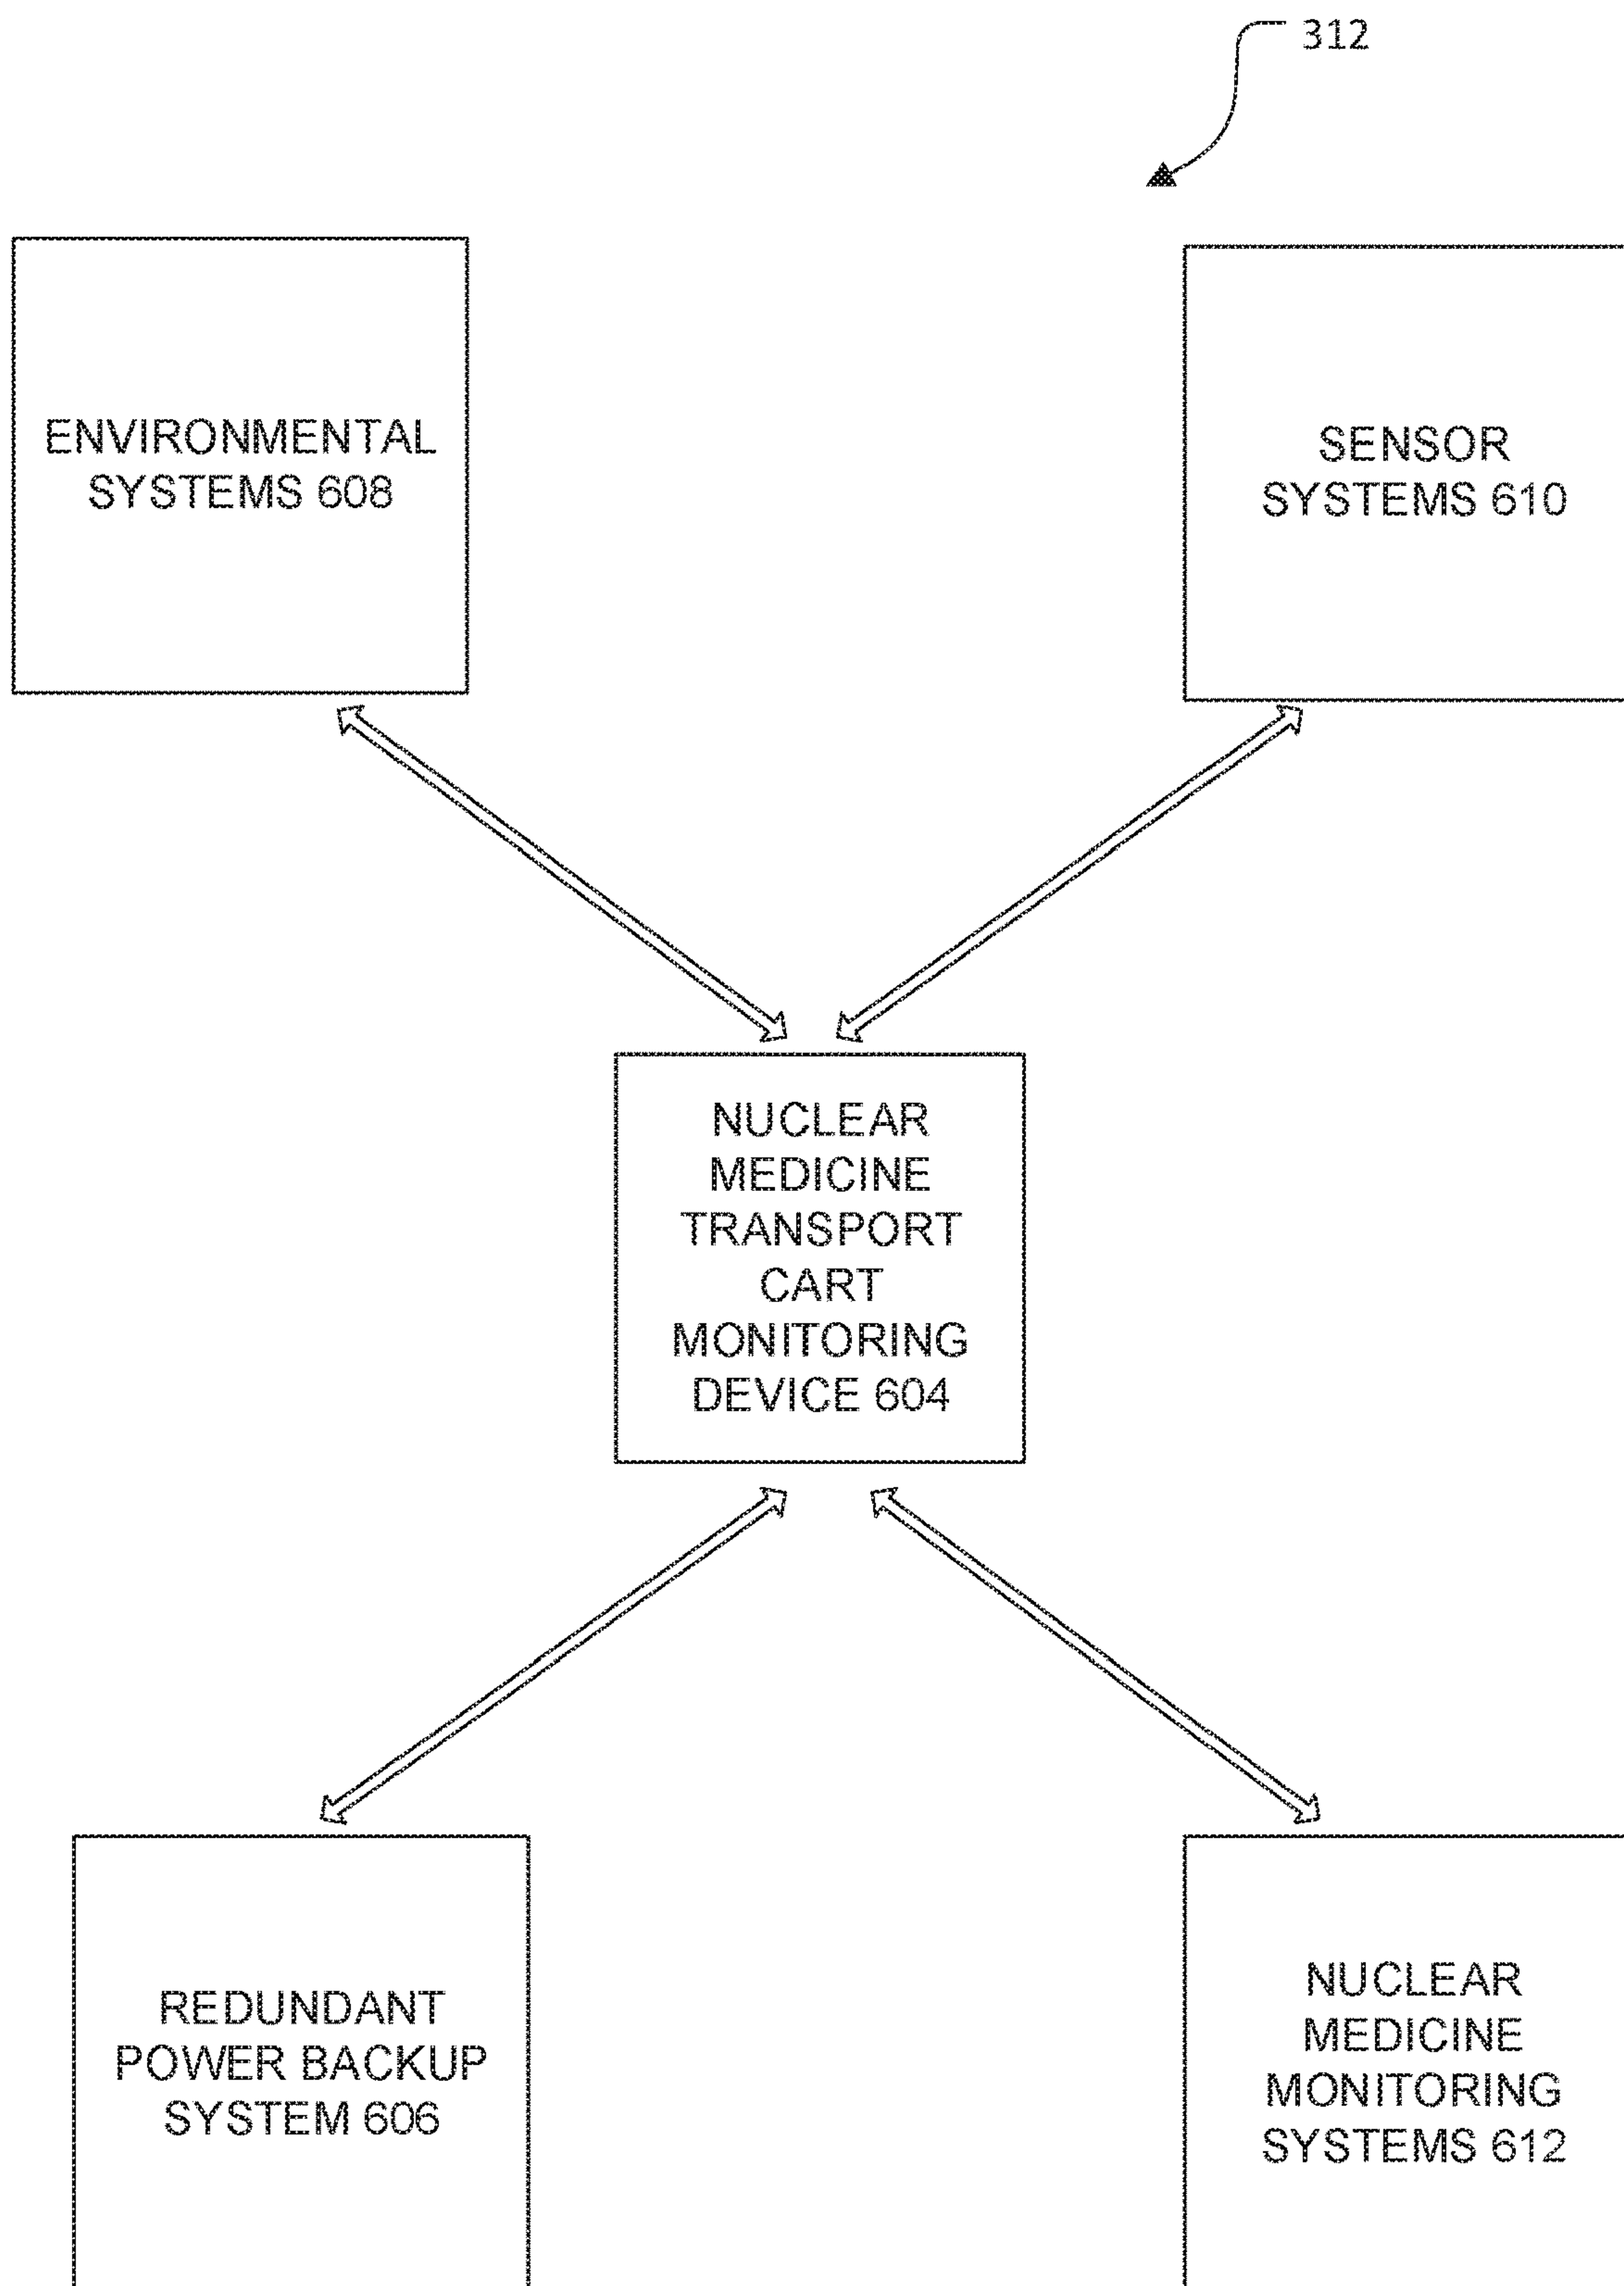 312
ENVIRONMENTAL
SYSTEMS 608
SENSOR
SYSTEMS 610
NUCLEAR
MEDICINE
TRANSPORT
CART
MONITORING
DEVICE 604
REDUNDANT
POWER BACKUP
SYSTEM 606
NUCLEAR
MEDICINE
MONITORING
SYSTEMS 612